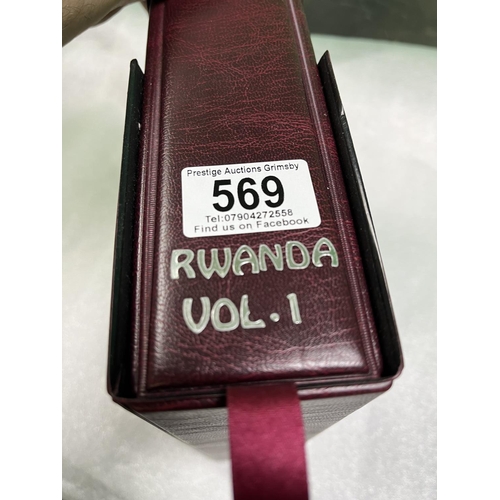 Prestige Auctions Grimsby
569
Tel:07904272558
Find us on Facebook
RWANDA
VOL. 1